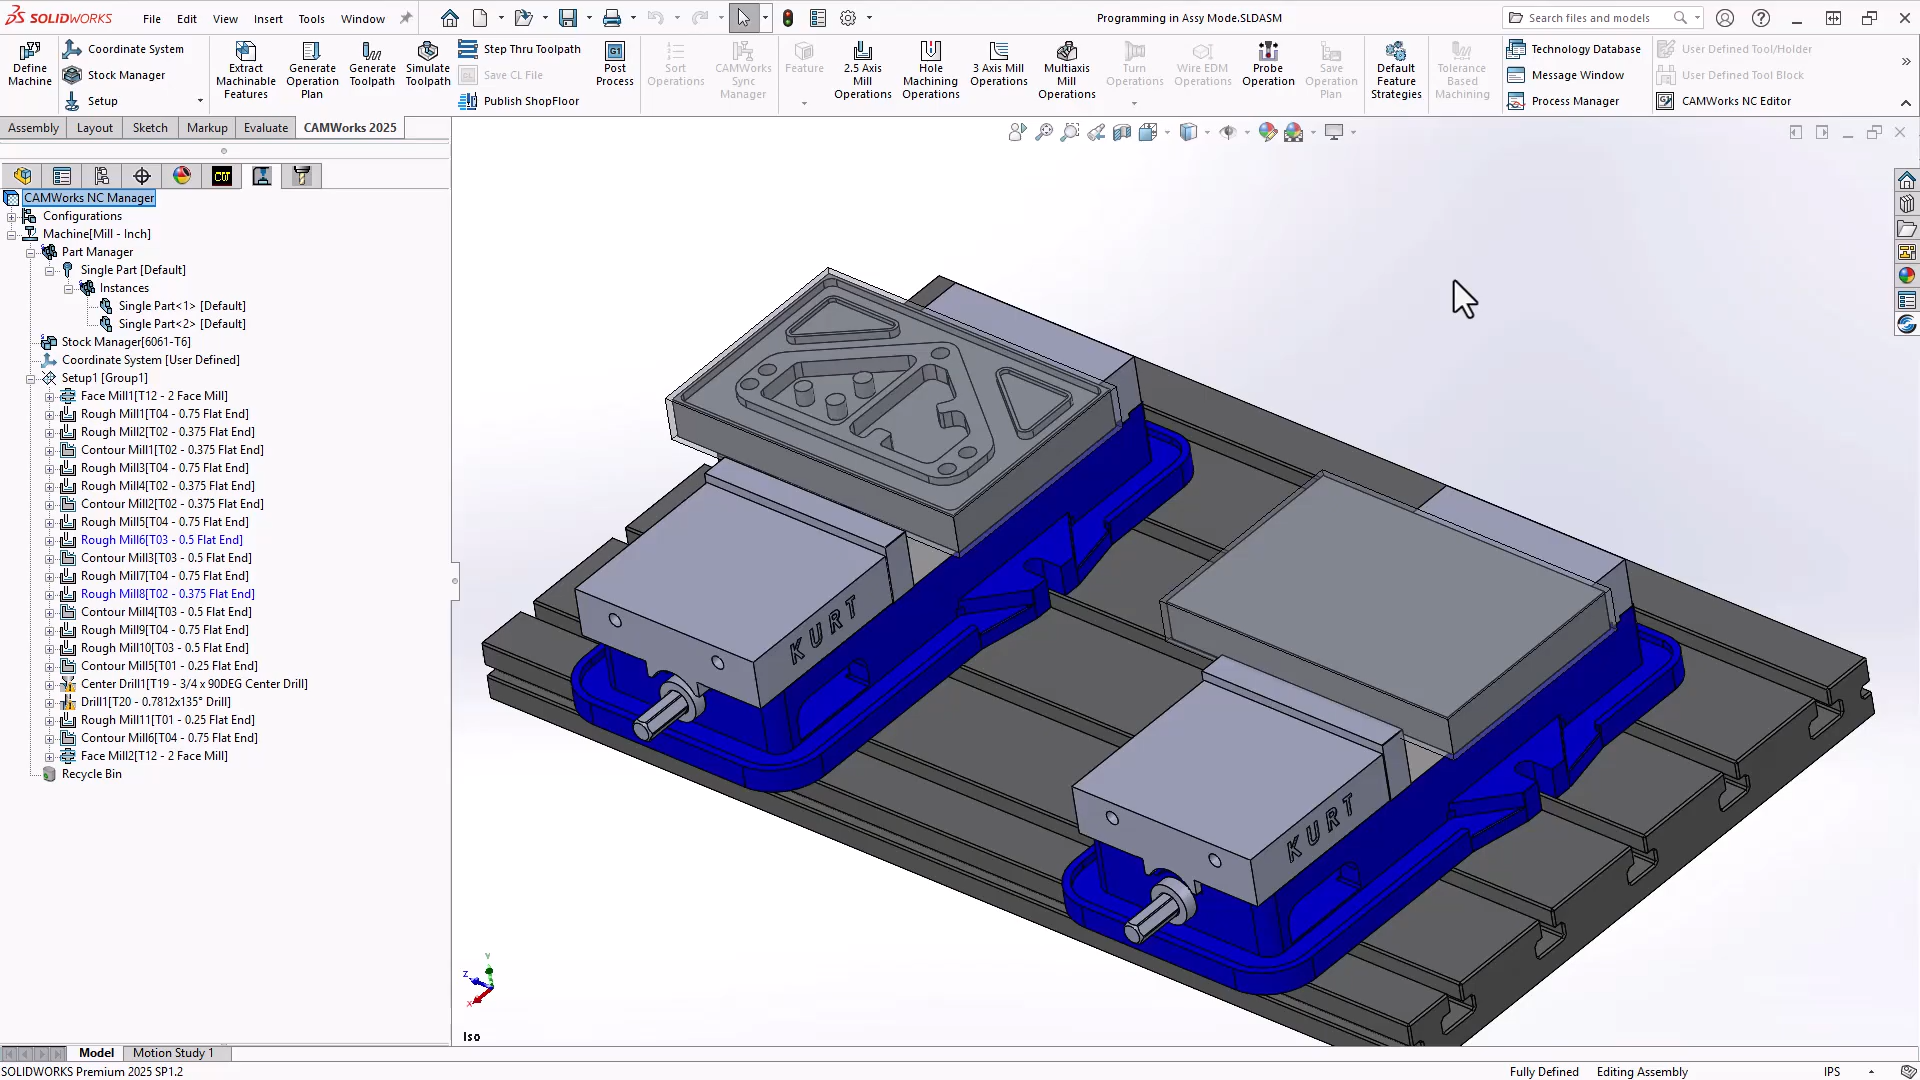 SOLIDWORKS File Edit View Insert Tools Window
Programming in Assy Mode.SLDASM
Search files and models
Define Machine
Coordinate System
Stock Manager
Setup
Extract Machinable Features
Generate Operation Plan
Generate Toolpath
Simulate Toolpath
Step Thru Toolpath
Save CL File
Publish ShopFloor
Post Process
Sort Operations
CAMWorks Sync Manager
Feature
2.5 Axis Mill Operations
Hole Machining Operations
3 Axis Mill Operations
Multiaxis Mill Operations
Turn Operations
Wire EDM Operations
Probe Operation
Save Operation Plan
Default Feature Strategies
Tolerance Based Machining
Technology Database
Message Window
Process Manager
User Defined Tool/Holder
User Defined Tool Block
CAMWorks NC Editor
Assembly Layout Sketch Markup Evaluate CAMWorks 2025
CAMWorks NC Manager
Configurations
Machine[Mill - Inch]
Part Manager
Single Part [Default]
Instances
Single Part<1> [Default]
Single Part<2> [Default]
Stock Manager[6061-T6]
Coordinate System [User Defined]
Setup1 [Group1]
Face Mill1[T12 - 2 Face Mill]
Rough Mill1[T04 - 0.75 Flat End]
Rough Mill2[T02 - 0.375 Flat End]
Contour Mill1[T02 - 0.375 Flat End]
Rough Mill3[T04 - 0.75 Flat End]
Rough Mill4[T02 - 0.375 Flat End]
Contour Mill2[T02 - 0.375 Flat End]
Rough Mill5[T04 - 0.75 Flat End]
Rough Mill6[T03 - 0.5 Flat End]
Contour Mill3[T03 - 0.5 Flat End]
Rough Mill7[T04 - 0.75 Flat End]
Rough Mill8[T02 - 0.375 Flat End]
Contour Mill4[T03 - 0.5 Flat End]
Rough Mill9[T04 - 0.75 Flat End]
Rough Mill10[T03 - 0.5 Flat End]
Contour Mill5[T01 - 0.25 Flat End]
Center Drill1[T19 - 3/4 x 90DEG Center Drill]
Drill1[T20 - 0.7812x135° Drill]
Rough Mill11[T01 - 0.25 Flat End]
Contour Mill6[T04 - 0.75 Flat End]
Face Mill2[T12 - 2 Face Mill]
Recycle Bin
KURT
KURT
Y
Z
X
Iso
Model Motion Study 1
SOLIDWORKS Premium 2025 SP1.2
Fully Defined Editing Assembly IPS